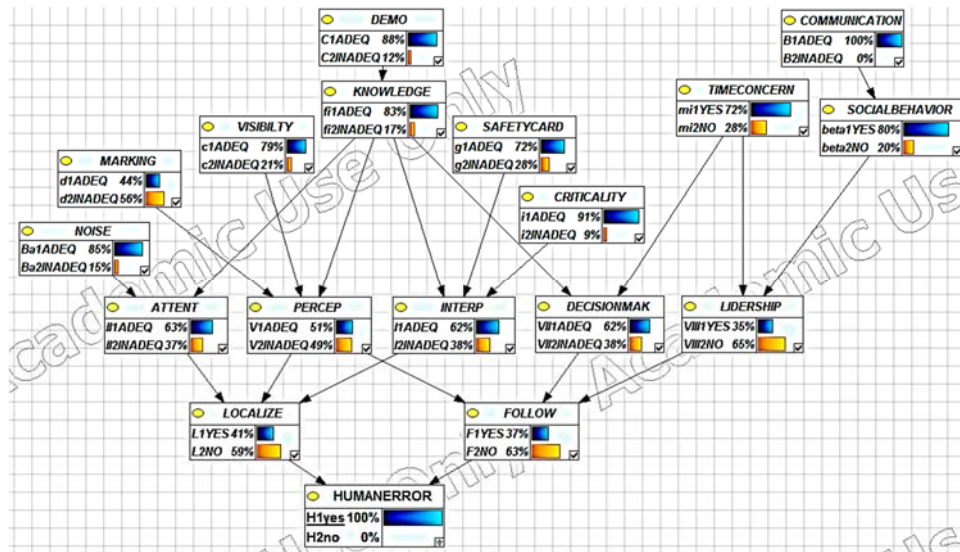 DEMO
C1ADEQ 88%
C2INADEQ 12%
COMMUNICATION
B1ADEQ 100%
B2INADEQ 0%
KNOWLEDGE
fi1ADEQ 83%
fi2INADEQ 17%
TIMECONCERN
mi1YES 72%
mi2NO 28%
SOCIALBEHAVIOR
beta1YES 80%
beta2NO 20%
VISIBILTY
c1ADEQ 79%
c2INADEQ 21%
SAFETYCARD
g1ADEQ 72%
g2INADEQ 28%
MARKING
d1ADEQ 44%
d2INADEQ 56%
CRITICALITY
i1ADEQ 91%
i2INADEQ 9%
NOISE
Ba1ADEQ 85%
Ba2INADEQ 15%
ATTENT
II1ADEQ 63%
II2INADEQ 37%
PERCEP
V1ADEQ 51%
V2INADEQ 49%
INTERP
I1ADEQ 62%
I2INADEQ 38%
DECISIONMAK
VII1ADEQ 62%
VII2INADEQ 38%
LIDERSHIP
VIII1YES 35%
VIII2NO 65%
LOCALIZE
L1YES 41%
L2NO 59%
FOLLOW
F1YES 37%
F2NO 63%
HUMANERROR
H1yes 100%
H2no 0%
Academic Use Only
Academic Us